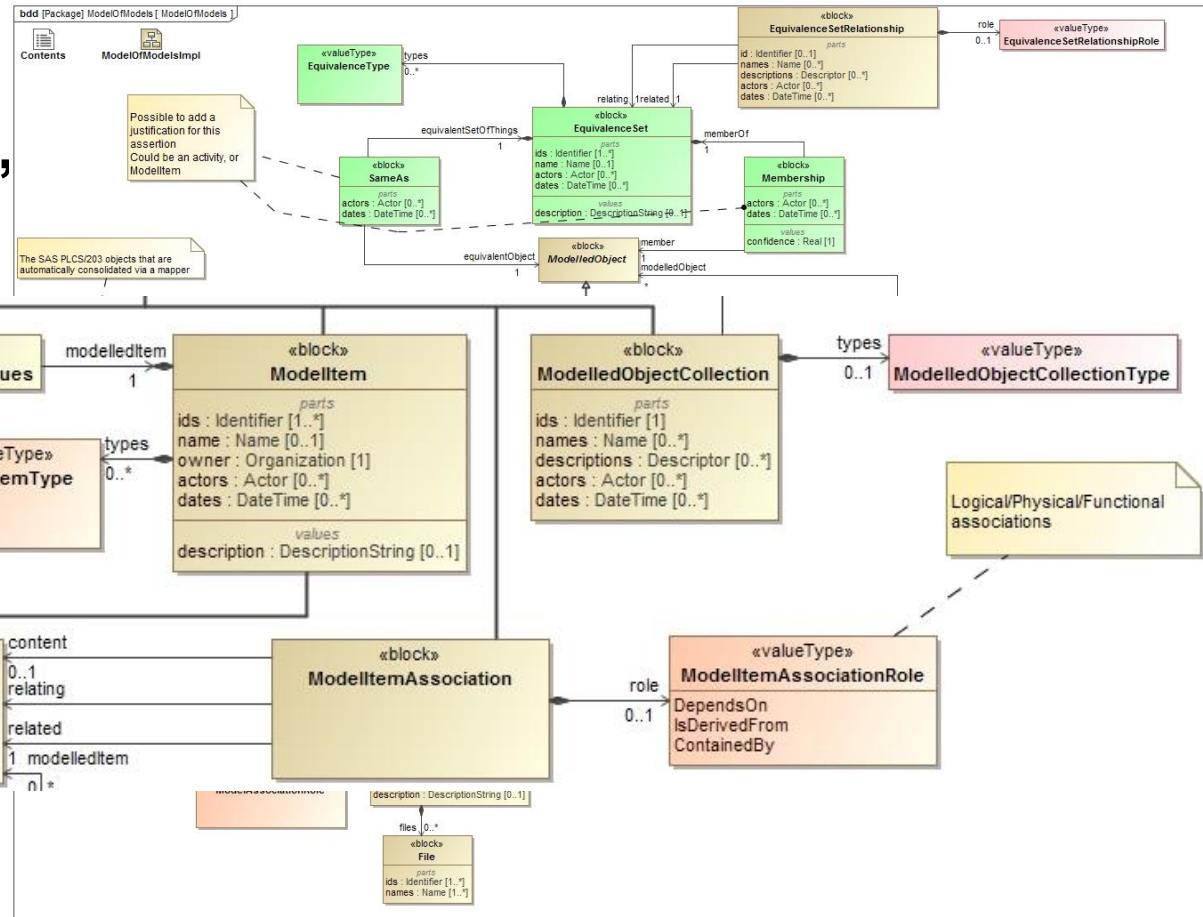 bdd [Package] ModelOfModels [ ModelOfModels ]
Contents
ModelOfModelsImpl
«valueType»
EquivalenceType
types
0..*
«block»
EquivalenceSetRelationship
parts
id : Identifier [0..1]
names : Name [0..*]
descriptions : Descriptor [0..*]
actors : Actor [0..*]
dates : DateTime [0..*]
role
0..1
«valueType»
EquivalenceSetRelationshipRole
Possible to add a
justification for this
assertion
Could be an activity, or
ModelItem
relating
1
related
1
equivalentSetOfThings
1
«block»
EquivalenceSet
parts
ids : Identifier [1..*]
name : Name [0..1]
actors : Actor [0..*]
dates : DateTime [0..*]
values
description : DescriptionString [0..1]
memberOf
1
«block»
SameAs
parts
actors : Actor [0..*]
dates : DateTime [0..*]
«block»
Membership
parts
actors : Actor [0..*]
dates : DateTime [0..*]
values
confidence : Real [1]
,
The SAS PLCS/203 objects that are
automatically consolidated via a mapper
equivalentObject
1
«block»
ModelledObject
member
1
modelledObject
*
ues
modelledItem
1
«block»
ModelItem
parts
ids : Identifier [1..*]
name : Name [0..1]
owner : Organization [1]
actors : Actor [0..*]
dates : DateTime [0..*]
values
description : DescriptionString [0..1]
eType»
emType
types
0..*
«block»
ModelledObjectCollection
parts
ids : Identifier [1]
names : Name [0..*]
descriptions : Descriptor [0..*]
actors : Actor [0..*]
dates : DateTime [0..*]
types
0..1
«valueType»
ModelledObjectCollectionType
Logical/Physical/Functional
associations
content
0..1
relating
related
1
modelledItem
0
*
«block»
ModelItemAssociation
role
0..1
«valueType»
ModelItemAssociationRole
DependsOn
IsDerivedFrom
ContainedBy
description : DescriptionString [0..1]
files
0..*
«block»
File
parts
ids : Identifier [1..*]
names : Name [1..*]